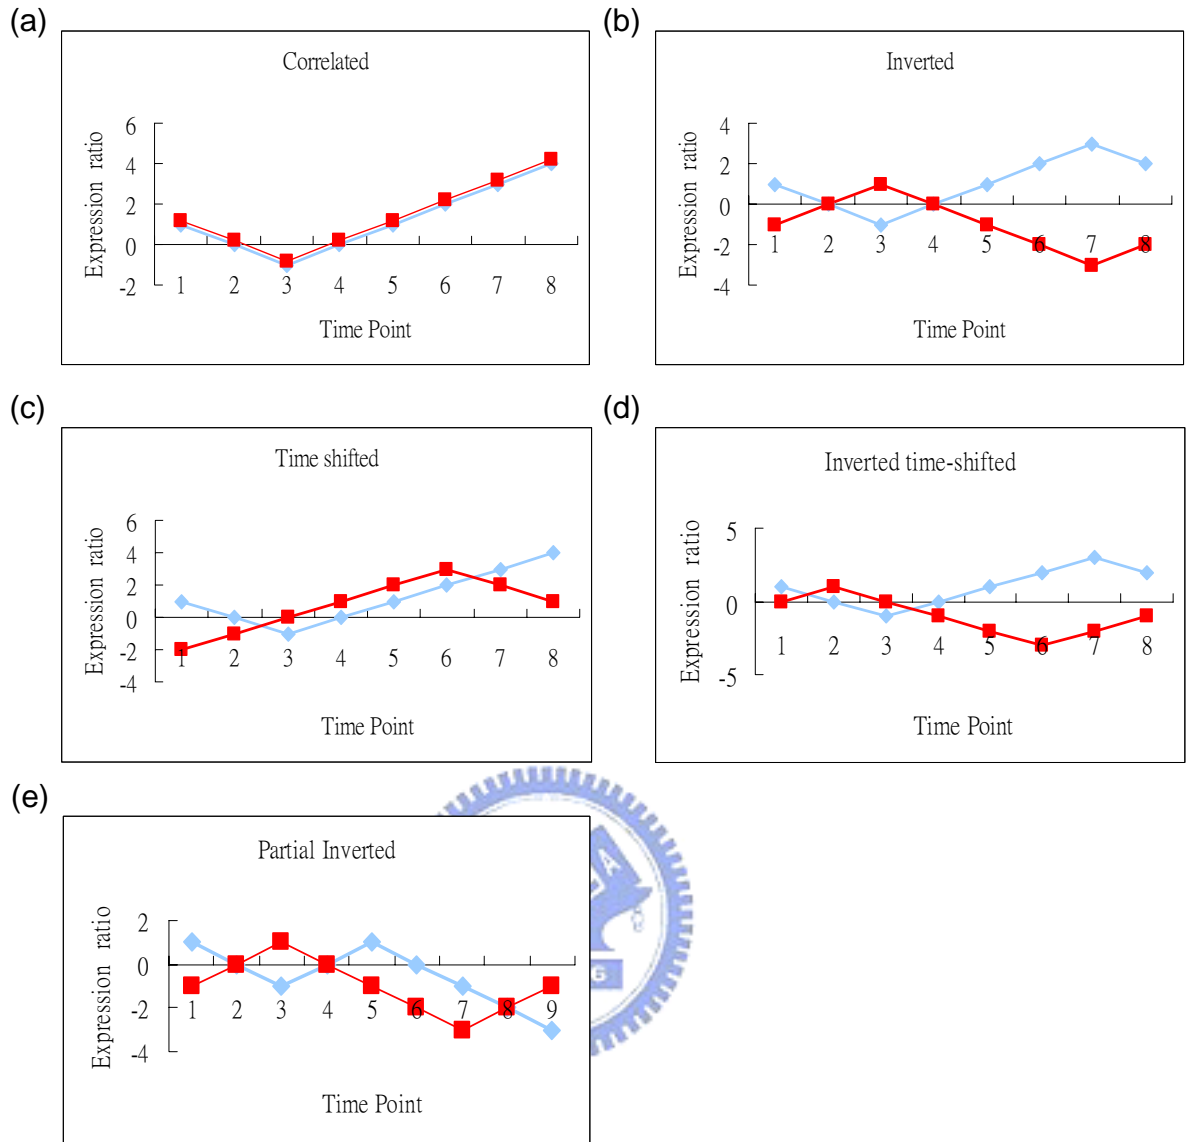 (a)
Correlated
Expression ratio
6
4
2
0
-2
1 2 3 4 5 6 7 8
Time Point
(b)
Inverted
Expression ratio
4
2
0
-2
-4
1 2 3 4 5 6 7 8
Time Point
(c)
Time shifted
Expression ratio
6
4
2
0
-2
-4
1 2 3 4 5 6 7 8
Time Point
(d)
Inverted time-shifted
Expression ratio
5
0
-5
1 2 3 4 5 6 7 8
Time Point
(e)
Partial Inverted
Expression ratio
2
0
-2
-4
1 2 3 4 5 6 7 8 9
Time Point
A
6